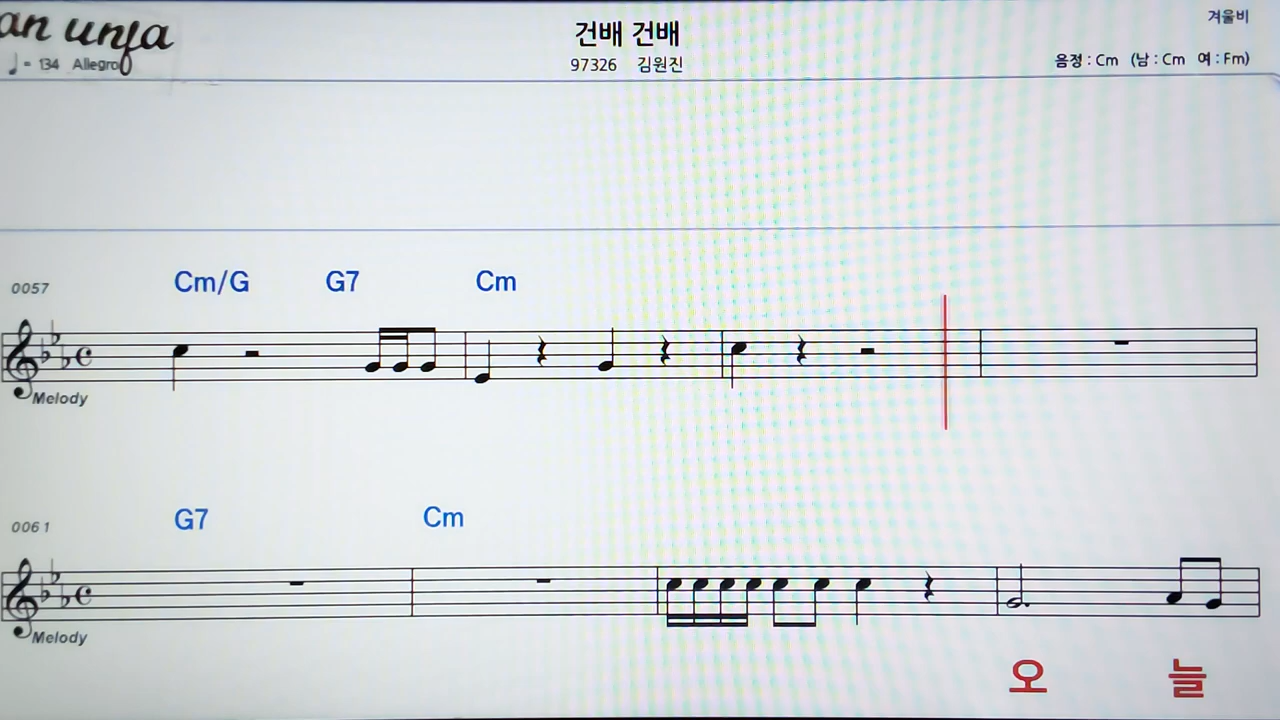 an unfa
건배 건배
겨울비
♩= 134 Allegro
97326 김원진
음정 : Cm (남 : Cm 여 : Fm)
Cm/G G7 Cm
0057
Melody
G7 Cm
0061
Melody
오 늘